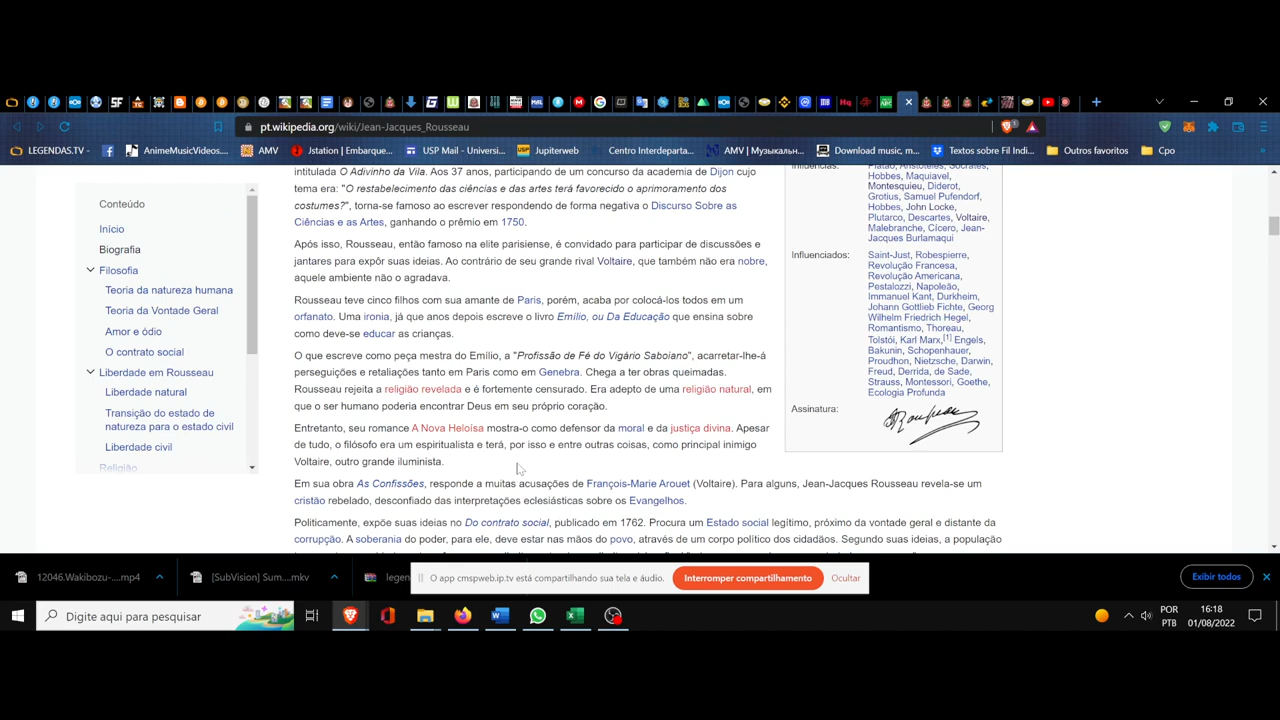 pt.wikipedia.org/wiki/Jean-Jacques_Rousseau
LEGENDAS.TV -
AnimeMusicVideos...
AMV
Jstation | Embarque...
USP Mail - Universi...
Jupiterweb
Centro Interdeparta...
AMV | Музыкальн...
Download music, m...
Textos sobre Fil Indi...
Outros favoritos
Cpo
Conteúdo
Início
Biografia
Filosofia
Teoria da natureza humana
Teoria da Vontade Geral
Amor e ódio
O contrato social
Liberdade em Rousseau
Liberdade natural
Transição do estado de
natureza para o estado civil
Liberdade civil
Religião
intitulada O Adivinho da Vila. Aos 37 anos, participando de um concurso da academia de Dijon cujo
tema era: "O restabelecimento das ciências e das artes terá favorecido o aprimoramento dos
costumes?", torna-se famoso ao escrever respondendo de forma negativa o Discurso Sobre as
Ciências e as Artes, ganhando o prêmio em 1750.
Após isso, Rousseau, então famoso na elite parisiense, é convidado para participar de discussões e
jantares para expôr suas ideias. Ao contrário de seu grande rival Voltaire, que também não era nobre,
aquele ambiente não o agradava.
Rousseau teve cinco filhos com sua amante de Paris, porém, acaba por colocá-los todos em um
orfanato. Uma ironia, já que anos depois escreve o livro Emílio, ou Da Educação que ensina sobre
como deve-se educar as crianças.
O que escreve como peça mestra do Emílio, a "Profissão de Fé do Vigário Saboiano", acarretar-lhe-á
perseguições e retaliações tanto em Paris como em Genebra. Chega a ter obras queimadas.
Rousseau rejeita a religião revelada e é fortemente censurado. Era adepto de uma religião natural, em
que o ser humano poderia encontrar Deus em seu próprio coração.
Entretanto, seu romance A Nova Heloísa mostra-o como defensor da moral e da justiça divina. Apesar
de tudo, o filósofo era um espiritualista e terá, por isso e entre outras coisas, como principal inimigo
Voltaire, outro grande iluminista.
Em sua obra As Confissões, responde a muitas acusações de François-Marie Arouet (Voltaire). Para alguns, Jean-Jacques Rousseau revela-se um
cristão rebelado, desconfiado das interpretações eclesiásticas sobre os Evangelhos.
Politicamente, expõe suas ideias no Do contrato social, publicado em 1762. Procura um Estado social legítimo, próximo da vontade geral e distante da
corrupção. A soberania do poder, para ele, deve estar nas mãos do povo, através de um corpo político dos cidadãos. Segundo suas ideias, a população
Influências:
Platão, Aristóteles, Sócrates,
Hobbes, Maquiavel,
Montesquieu, Diderot,
Grotius, Samuel Pufendorf,
Hobbes, John Locke,
Plutarco, Descartes, Voltaire,
Malebranche, Cícero, Jean-
Jacques Burlamaqui
Influenciados:
Saint-Just, Robespierre,
Revolução Francesa,
Revolução Americana,
Pestalozzi, Napoleão,
Immanuel Kant, Durkheim,
Johann Gottlieb Fichte, Georg
Wilhelm Friedrich Hegel,
Romantismo, Thoreau,
Tolstói, Karl Marx,[1] Engels,
Bakunin, Schopenhauer,
Proudhon, Nietzsche, Darwin,
Freud, Derrida, de Sade,
Strauss, Montessori, Goethe,
Ecologia Profunda
Assinatura:
12046.Wakibozu-....mp4
[SubVision] Sum....mkv
legen
O app cmspweb.ip.tv está compartilhando sua tela e áudio.
Interromper compartilhamento
Ocultar
Exibir todos
Digite aqui para pesquisar
POR
PTB
16:18
01/08/2022